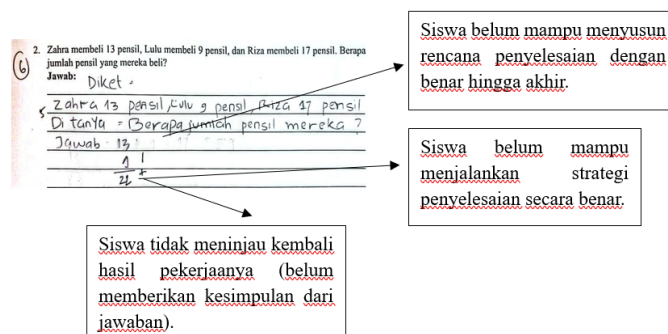 6
2. Zahra membeli 13 pensil, Lulu membeli 9 pensil, dan Riza membeli 17 pensil. Berapa
jumlah pensil yang mereka beli?
Jawab: Diket =
5 Zahra 13 pensil, Lulu 9 pensil, Riza 17 pensil
Di tanya = Berapa jumlah pensil mereka ?
Jawab 13
9
+
22
Siswa belum mampu menyusun
rencana penyelesaian dengan
benar hingga akhir.
Siswa belum mampu
menjalankan strategi
penyelesaian secara benar.
Siswa tidak meninjau kembali
hasil pekerjaanya (belum
memberikan kesimpulan dari
jawaban).